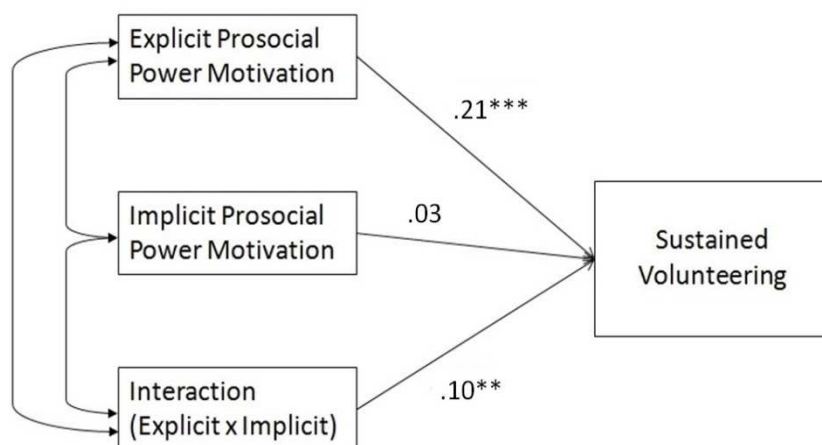 Explicit Prosocial
Power Motivation
.21***
Implicit Prosocial
Power Motivation
.03
Sustained
Volunteering
Interaction
(Explicit x Implicit)
.10**